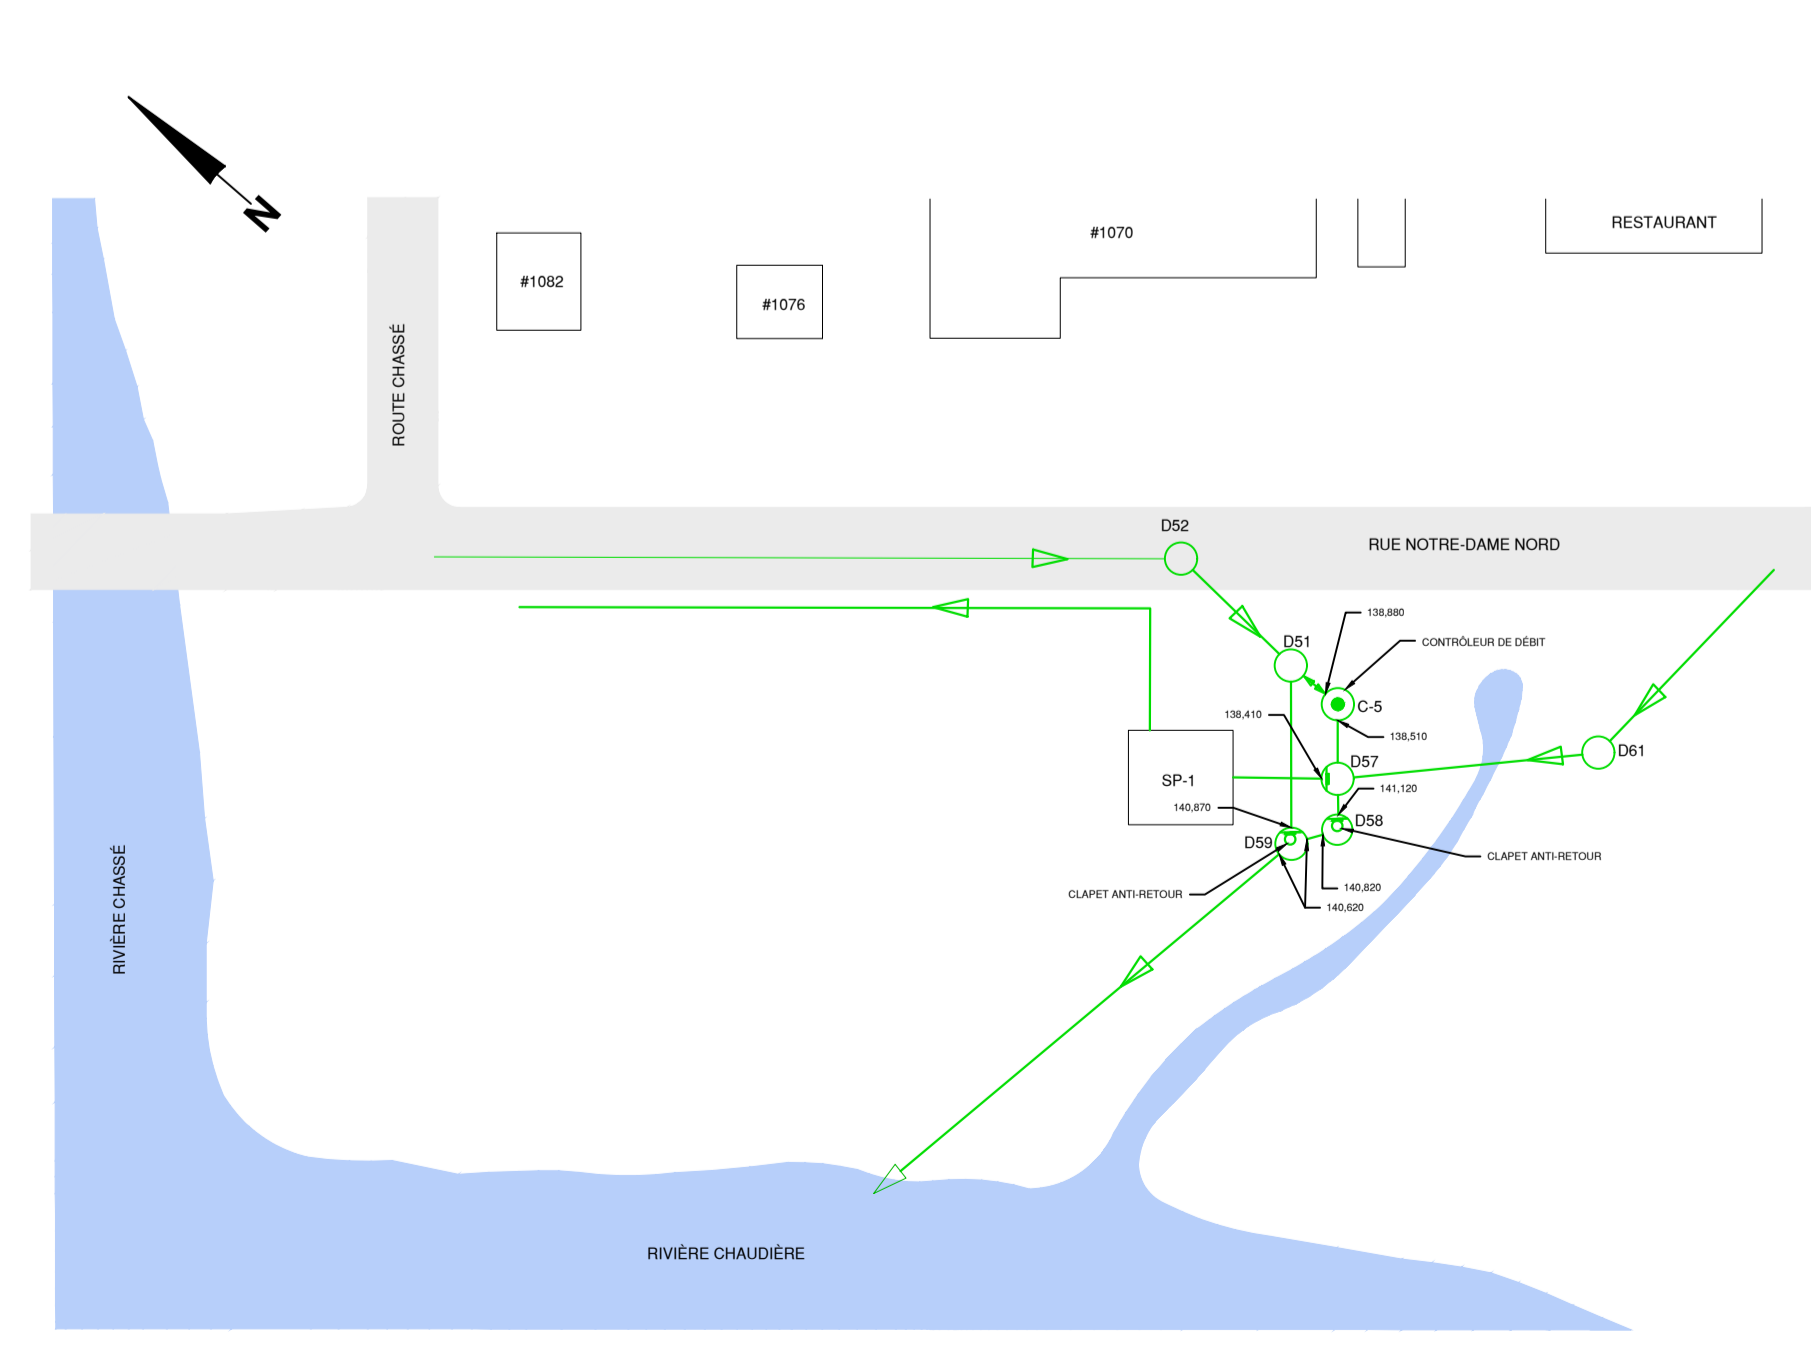 N
#1082
#1076
#1070
RESTAURANT
ROUTE CHASSÉ
D52
RUE NOTRE-DAME NORD
138,880
D51
CONTRÔLEUR DE DÉBIT
C-5
138,410
138,510
D61
D57
SP-1
141,120
140,870
D58
D59
CLAPET ANTI-RETOUR
CLAPET ANTI-RETOUR
140,820
140,620
RIVIÈRE CHASSÉ
RIVIÈRE CHAUDIÈRE